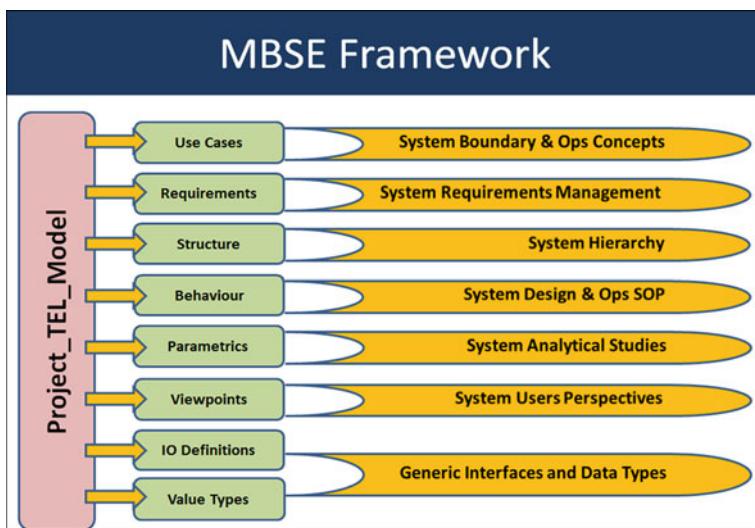 MBSE Framework
Project_TEL_Model
Use Cases
System Boundary & Ops Concepts
Requirements
System Requirements Management
Structure
System Hierarchy
Behaviour
System Design & Ops SOP
Parametrics
System Analytical Studies
Viewpoints
System Users Perspectives
IO Definitions
Value Types
Generic Interfaces and Data Types